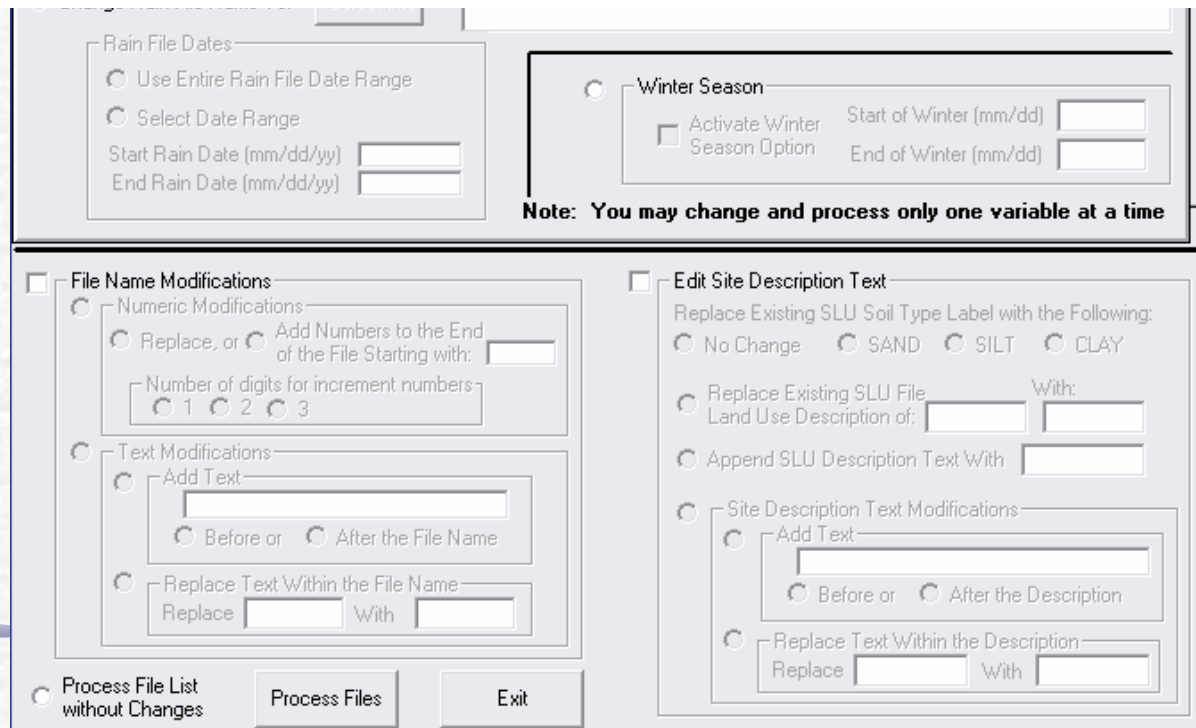 Rain File Dates
Use Entire Rain File Date Range
Select Date Range
Start Rain Date (mm/dd/yy)
End Rain Date (mm/dd/yy)
Winter Season
Activate Winter
Season Option
Start of Winter (mm/dd)
End of Winter (mm/dd)
Note: You may change and process only one variable at a time
File Name Modifications
Numeric Modifications
Replace, or
Add Numbers to the End
of the File Starting with:
Number of digits for increment numbers
1 2 3
Text Modifications
Add Text
Before or After the File Name
Replace Text Within the File Name
Replace With
Process File List
without Changes
Process Files
Exit
Edit Site Description Text
Replace Existing SLU Soil Type Label with the Following:
No Change SAND SILT CLAY
Replace Existing SLU File
Land Use Description of:
With:
Append SLU Description Text With
Site Description Text Modifications
Add Text
Before or After the Description
Replace Text Within the Description
Replace With